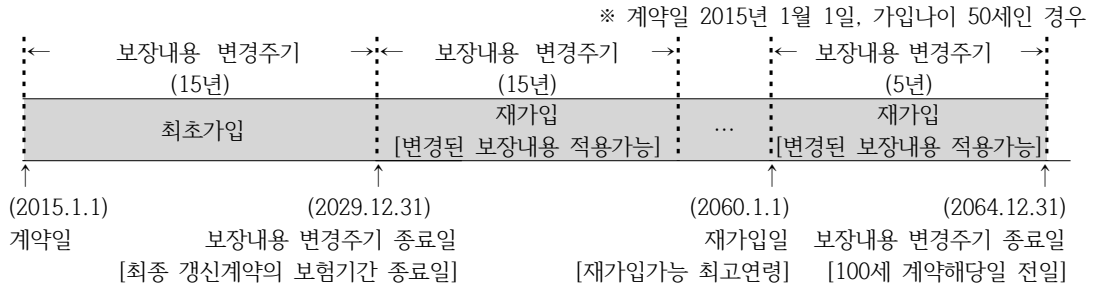 ※ 계약일 2015년 1월 1일, 가입나이 50세인 경우
← 보장내용 변경주기 → ← 보장내용 변경주기 → ← 보장내용 변경주기 →
(15년) (15년) (5년)
최초가입 재가입 … 재가입
[변경된 보장내용 적용가능] [변경된 보장내용 적용가능]
↑ ↑ ↑ ↑
(2015.1.1) (2029.12.31) (2060.1.1) (2064.12.31)
계약일 보장내용 변경주기 종료일 재가입일 보장내용 변경주기 종료일
[최종 갱신계약의 보험기간 종료일] [재가입가능 최고연령] [100세 계약해당일 전일]